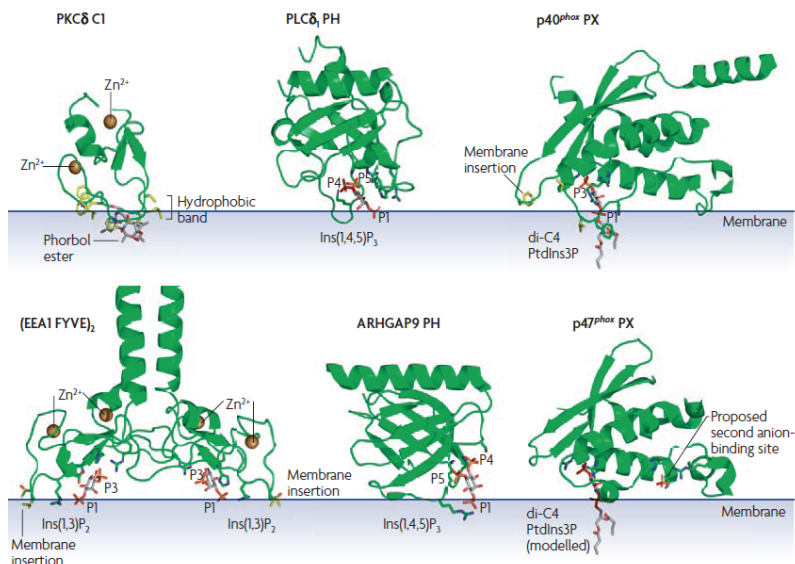 PKCδ C1
PLCδ₁ PH
p40phox PX
Zn²⁺
Zn²⁺
Hydrophobic
band
Phorbol
ester
P4
P5
P1
Ins(1,4,5)P₃
Membrane
insertion
P3
P1
di-C4
PtdIns3P
Membrane
(EEA1 FYVE)₂
ARHGAP9 PH
p47phox PX
Zn²⁺
Zn²⁺
P3
P1
P3
P1
Ins(1,3)P₂
Ins(1,3)P₂
Membrane
insertion
Membrane
insertion
P4
P5
P1
Ins(1,4,5)P₃
Proposed
second anion-
binding site
di-C4
PtdIns3P
(modelled)
Membrane